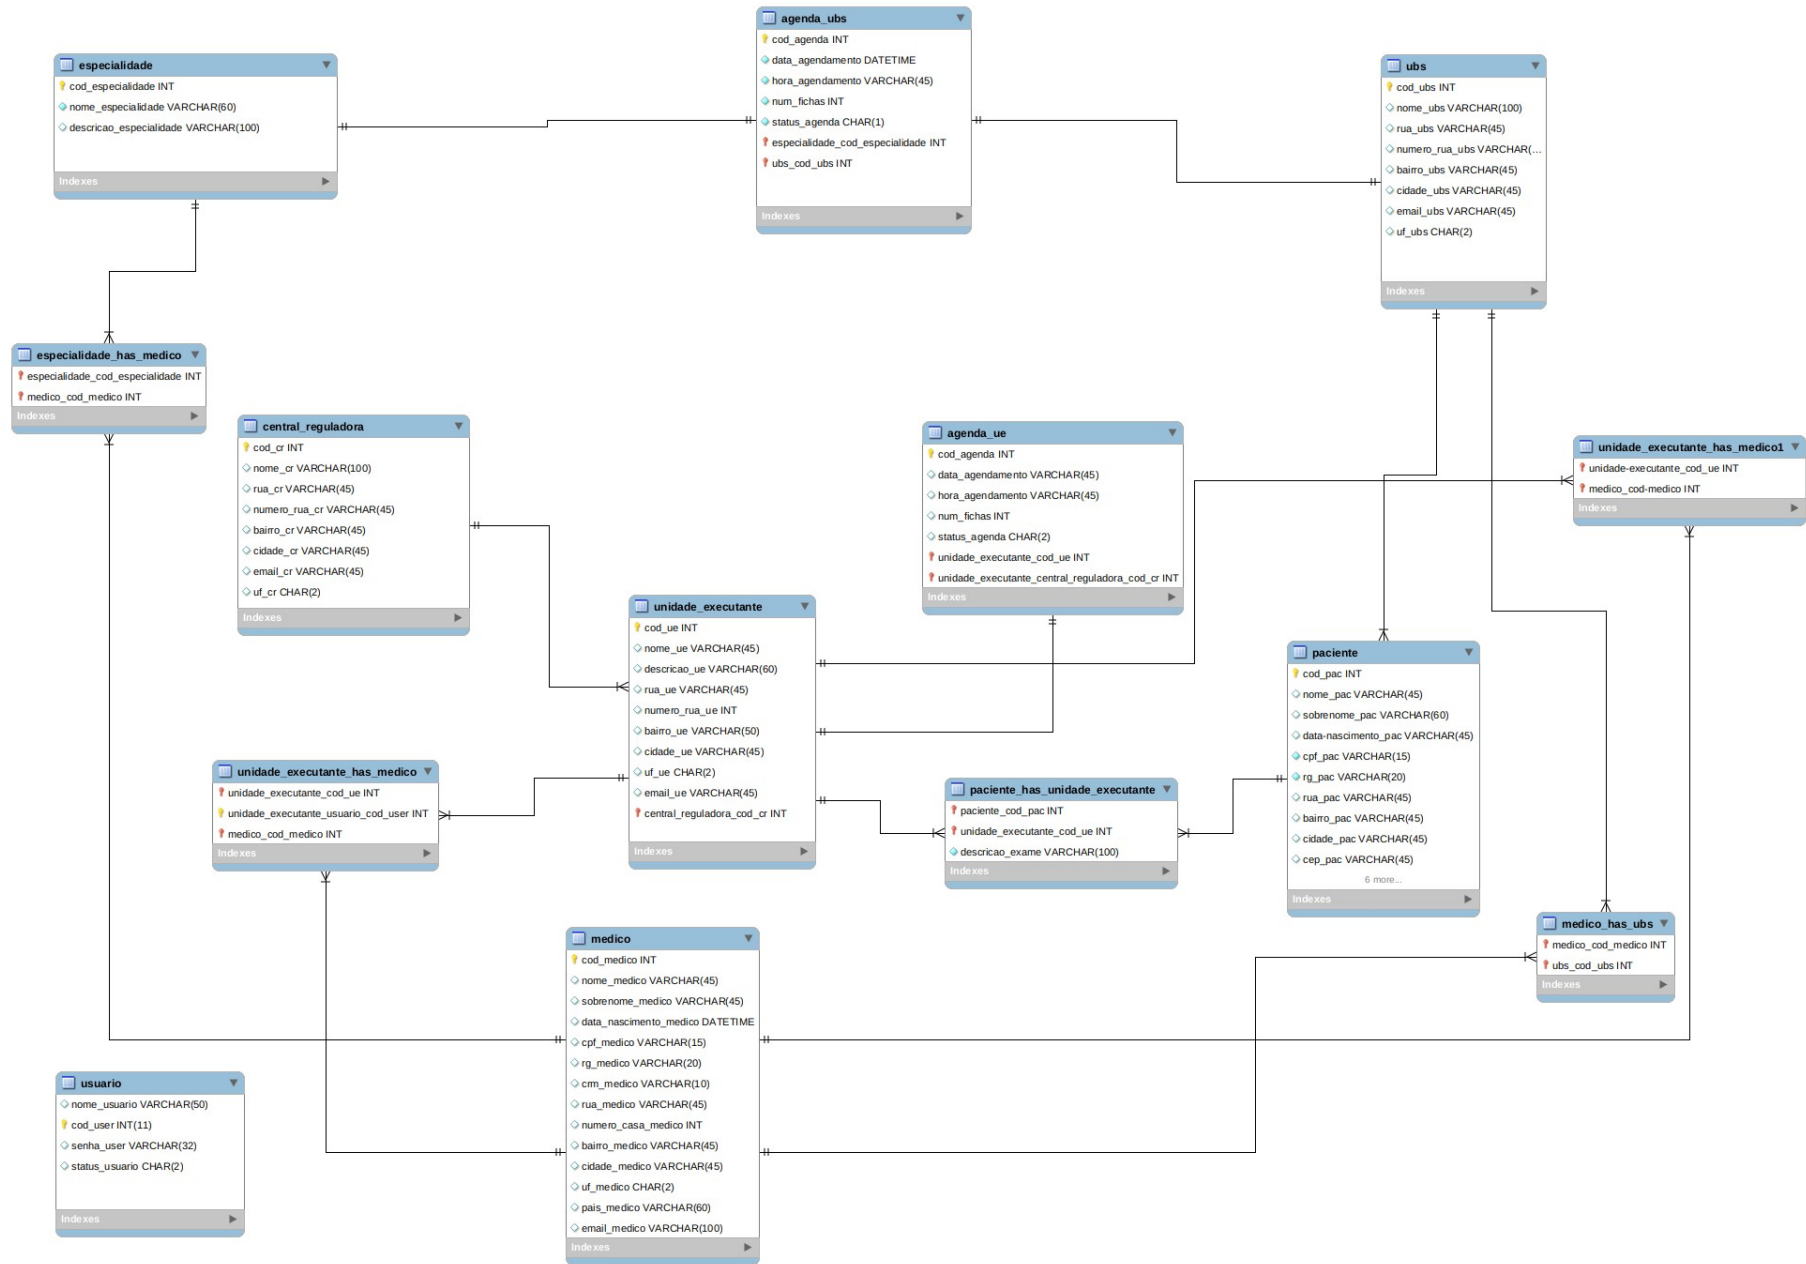 agenda_ubs
cod_agenda INT
data_agendamento DATETIME
hora_agendamento VARCHAR(45)
num_fichas INT
status_agenda CHAR(1)
especialidade_cod_especialidade INT
ubs_cod_ubs INT
Indexes
especialidade
cod_especialidade INT
nome_especialidade VARCHAR(60)
descricao_especialidade VARCHAR(100)
Indexes
ubs
cod_ubs INT
nome_ubs VARCHAR(100)
rua_ubs VARCHAR(45)
numero_rua_ubs VARCHAR(...
bairro_ubs VARCHAR(45)
cidade_ubs VARCHAR(45)
email_ubs VARCHAR(45)
uf_ubs CHAR(2)
Indexes
especialidade_has_medico
especialidade_cod_especialidade INT
medico_cod_medico INT
Indexes
central_reguladora
cod_cr INT
nome_cr VARCHAR(100)
rua_cr VARCHAR(45)
numero_rua_cr VARCHAR(45)
bairro_cr VARCHAR(45)
cidade_cr VARCHAR(45)
email_cr VARCHAR(45)
uf_cr CHAR(2)
Indexes
agenda_ue
cod_agenda INT
data_agendamento VARCHAR(45)
hora_agendamento VARCHAR(45)
num_fichas INT
status_agenda CHAR(2)
unidade_executante_cod_ue INT
unidade_executante_central_reguladora_cod_cr INT
Indexes
unidade_executante_has_medico1
unidade-executante_cod_ue INT
medico_cod-medico INT
Indexes
unidade_executante
cod_ue INT
nome_ue VARCHAR(45)
descricao_ue VARCHAR(60)
rua_ue VARCHAR(45)
numero_rua_ue INT
bairro_ue VARCHAR(50)
cidade_ue VARCHAR(45)
uf_ue CHAR(2)
email_ue VARCHAR(45)
central_reguladora_cod_cr INT
Indexes
paciente
cod_pac INT
nome_pac VARCHAR(45)
sobrenome_pac VARCHAR(60)
data-nascimento_pac VARCHAR(45)
cpf_pac VARCHAR(15)
rg_pac VARCHAR(20)
rua_pac VARCHAR(45)
bairro_pac VARCHAR(45)
cidade_pac VARCHAR(45)
cep_pac VARCHAR(45)
6 more...
Indexes
unidade_executante_has_medico
unidade_executante_cod_ue INT
unidade_executante_usuario_cod_user INT
medico_cod_medico INT
Indexes
paciente_has_unidade_executante
paciente_cod_pac INT
unidade_executante_cod_ue INT
descricao_exame VARCHAR(100)
Indexes
medico_has_ubs
medico_cod_medico INT
ubs_cod_ubs INT
Indexes
medico
cod_medico INT
nome_medico VARCHAR(45)
sobrenome_medico VARCHAR(45)
data_nascimento_medico DATETIME
cpf_medico VARCHAR(15)
rg_medico VARCHAR(20)
crm_medico VARCHAR(10)
rua_medico VARCHAR(45)
numero_casa_medico INT
bairro_medico VARCHAR(45)
cidade_medico VARCHAR(45)
uf_medico CHAR(2)
pais_medico VARCHAR(60)
email_medico VARCHAR(100)
Indexes
usuario
nome_usuario VARCHAR(50)
cod_user INT(11)
senha_user VARCHAR(32)
status_usuario CHAR(2)
Indexes